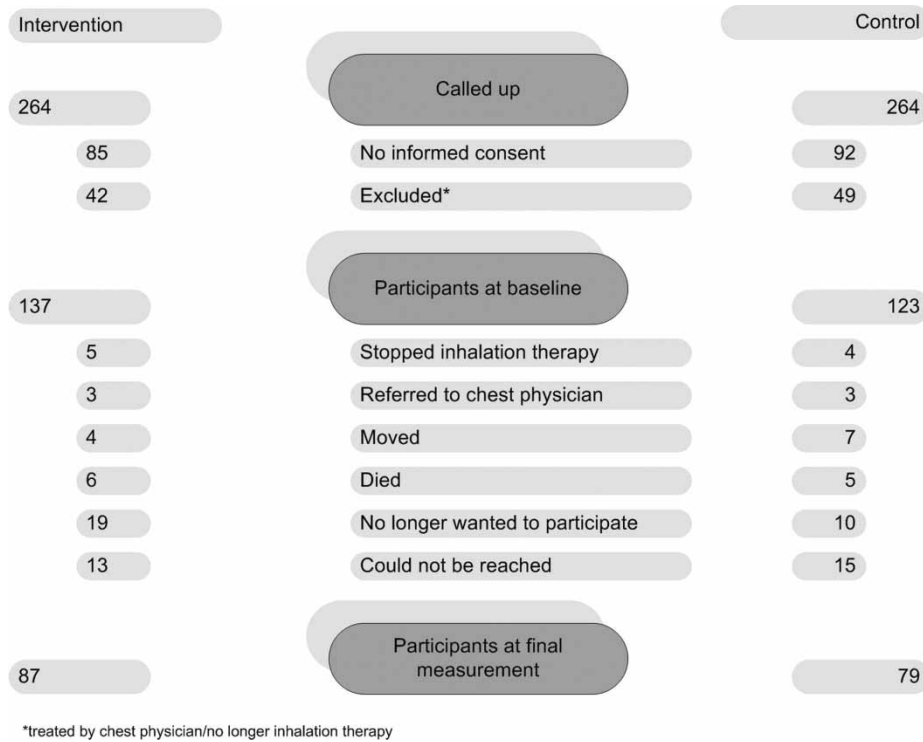 Intervention Control
Called up
264 264
85 No informed consent 92
42 Excluded* 49
Participants at baseline
137 123
5 Stopped inhalation therapy 4
3 Referred to chest physician 3
4 Moved 7
6 Died 5
19 No longer wanted to participate 10
13 Could not be reached 15
Participants at final
measurement
87 79
*treated by chest physician/no longer inhalation therapy